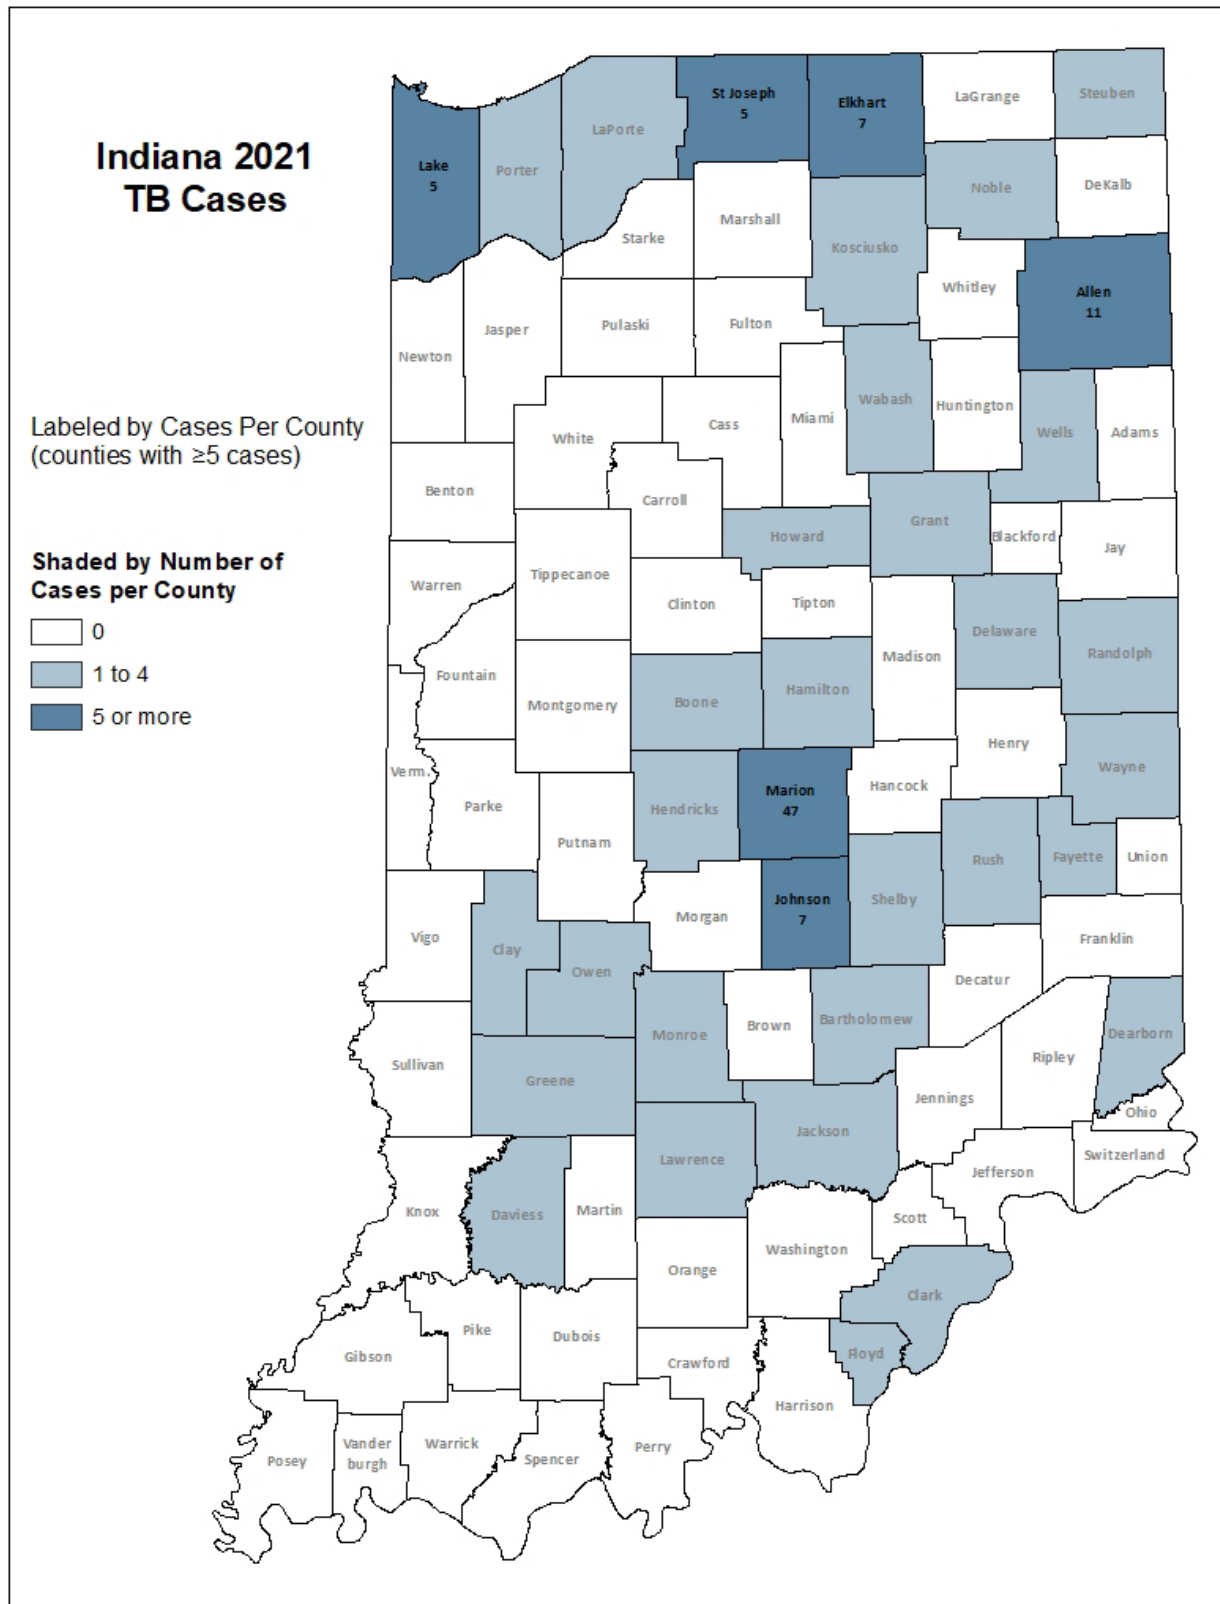 Indiana 2021
TB Cases
Labeled by Cases Per County
(counties with ≥5 cases)
Shaded by Number of
Cases per County
0
1 to 4
5 or more
Lake
5
Porter
LaPorte
St Joseph
5
Elkhart
7
LaGrange
Steuben
Noble
DeKalb
Starke
Marshall
Kosciusko
Whitley
Allen
11
Newton
Jasper
Pulaski
Fulton
White
Cass
Miami
Wabash
Huntington
Wells
Adams
Benton
Carroll
Howard
Grant
Blackford
Jay
Warren
Tippecanoe
Clinton
Tipton
Madison
Delaware
Randolph
Fountain
Montgomery
Boone
Hamilton
Henry
Wayne
Verm.
Parke
Putnam
Hendricks
Marion
47
Hancock
Rush
Fayette
Union
Vigo
Clay
Owen
Morgan
Johnson
7
Shelby
Franklin
Decatur
Sullivan
Greene
Monroe
Brown
Bartholomew
Jennings
Ripley
Dearborn
Ohio
Switzerland
Knox
Daviess
Martin
Lawrence
Jackson
Jefferson
Scott
Orange
Washington
Clark
Gibson
Pike
Dubois
Crawford
Floyd
Harrison
Posey
Vander
burgh
Warrick
Spencer
Perry